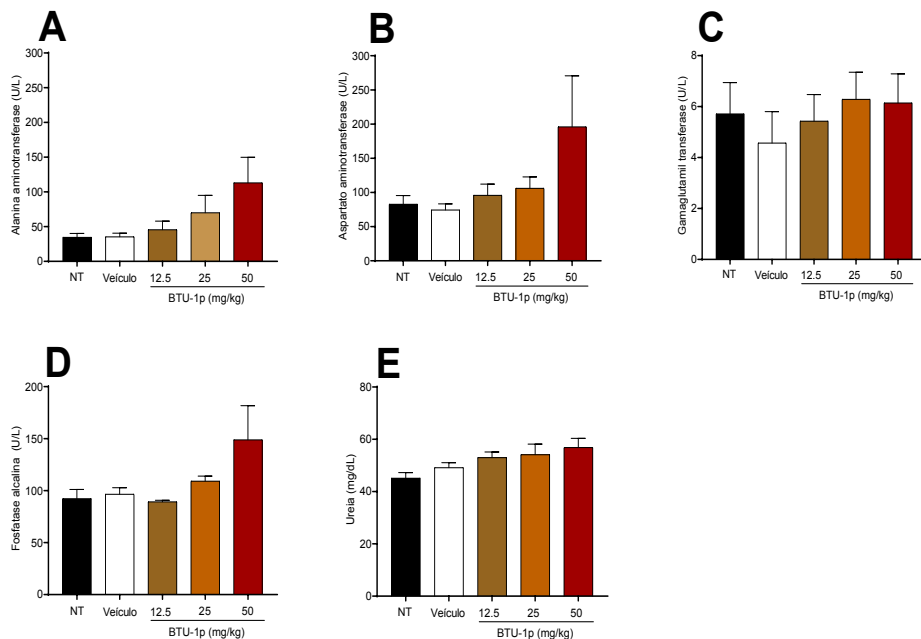 A
Alanina aminotransferase (U/L)
300
250
200
150
100
50
0
NT
Veículo
12.5
25
50
BTU-1p (mg/kg)
B
Aspartato aminotransferase (U/L)
300
250
200
150
100
50
0
NT
Veículo
12.5
25
50
BTU-1p (mg/kg)
C
Gamaglutamil transferase (U/L)
8
6
4
2
0
NT
Veículo
12.5
25
50
BTU-1p (mg/kg)
D
Fosfatase alcalina (U/L)
200
150
100
50
0
NT
Veículo
12.5
25
50
BTU-1p (mg/kg)
E
Ureia (mg/dL)
80
60
40
20
0
NT
Veículo
12.5
25
50
BTU-1p (mg/kg)